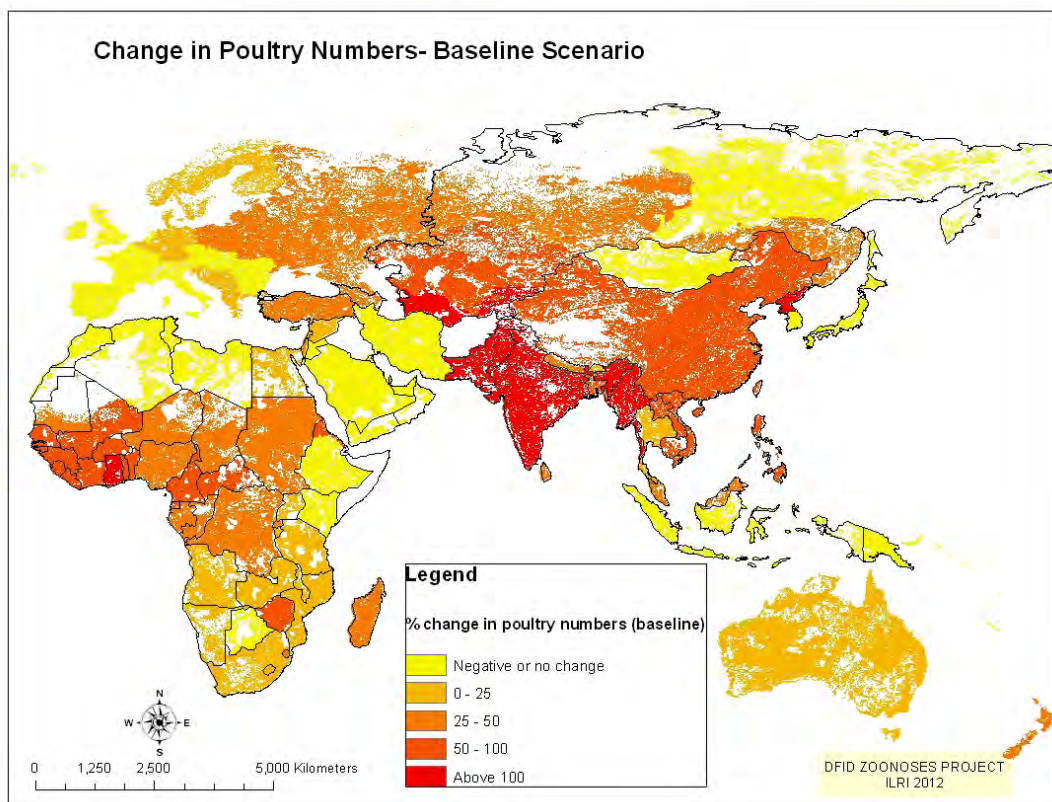 Change in Poultry Numbers- Baseline Scenario
Legend
% change in poultry numbers (baseline)
Negative or no change
0 - 25
25 - 50
50 - 100
Above 100
N
W E
S
0 1,250 2,500 5,000 Kilometers
DFID ZOONOSES PROJECT
ILRI 2012